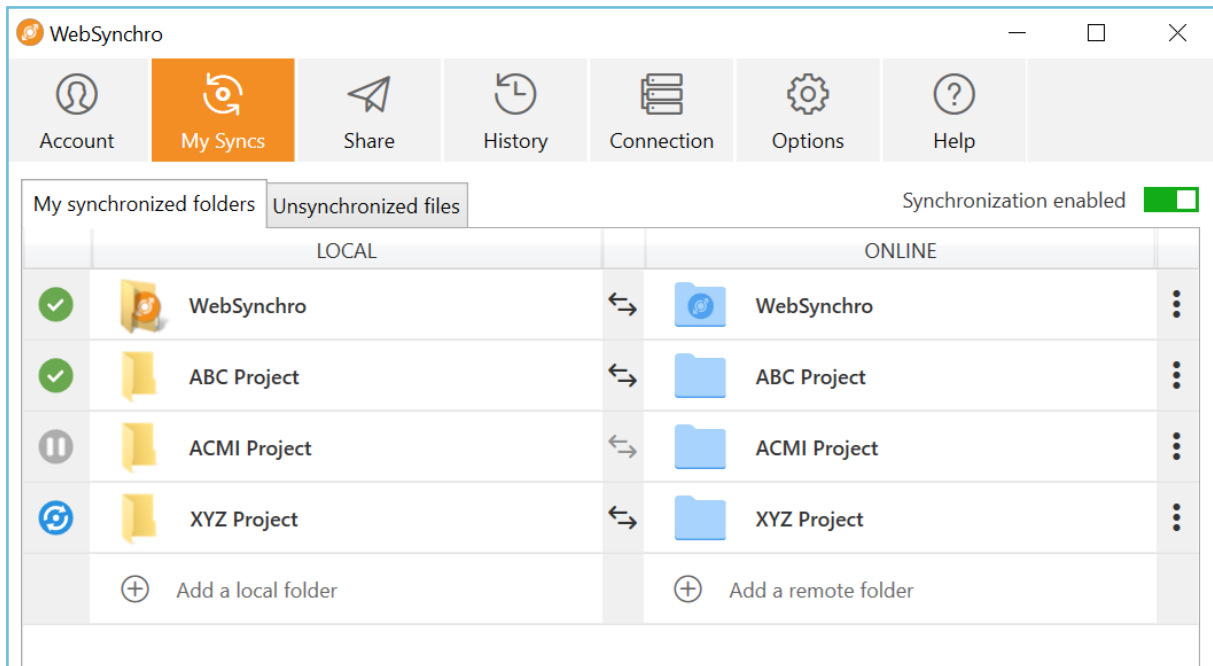 WebSynchro
Account My Syncs Share History Connection Options Help
My synchronized folders Unsynchronized files Synchronization enabled
LOCAL ONLINE
WebSynchro WebSynchro
ABC Project ABC Project
ACMI Project ACMI Project
XYZ Project XYZ Project
Add a local folder Add a remote folder